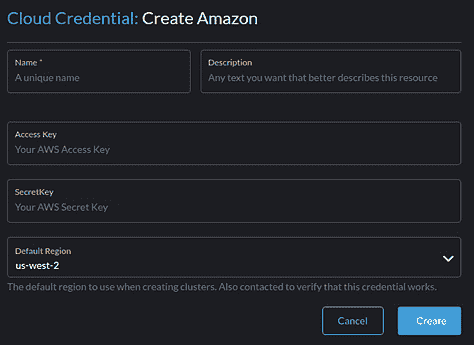 Cloud Credential: Create Amazon
Name *
A unique name
Description
Any text you want that better describes this resource
Access Key
Your AWS Access Key
SecretKey
Your AWS Secret Key
Default Region
us-west-2
The default region to use when creating clusters. Also contacted to verify that this credential works.
Cancel
Create